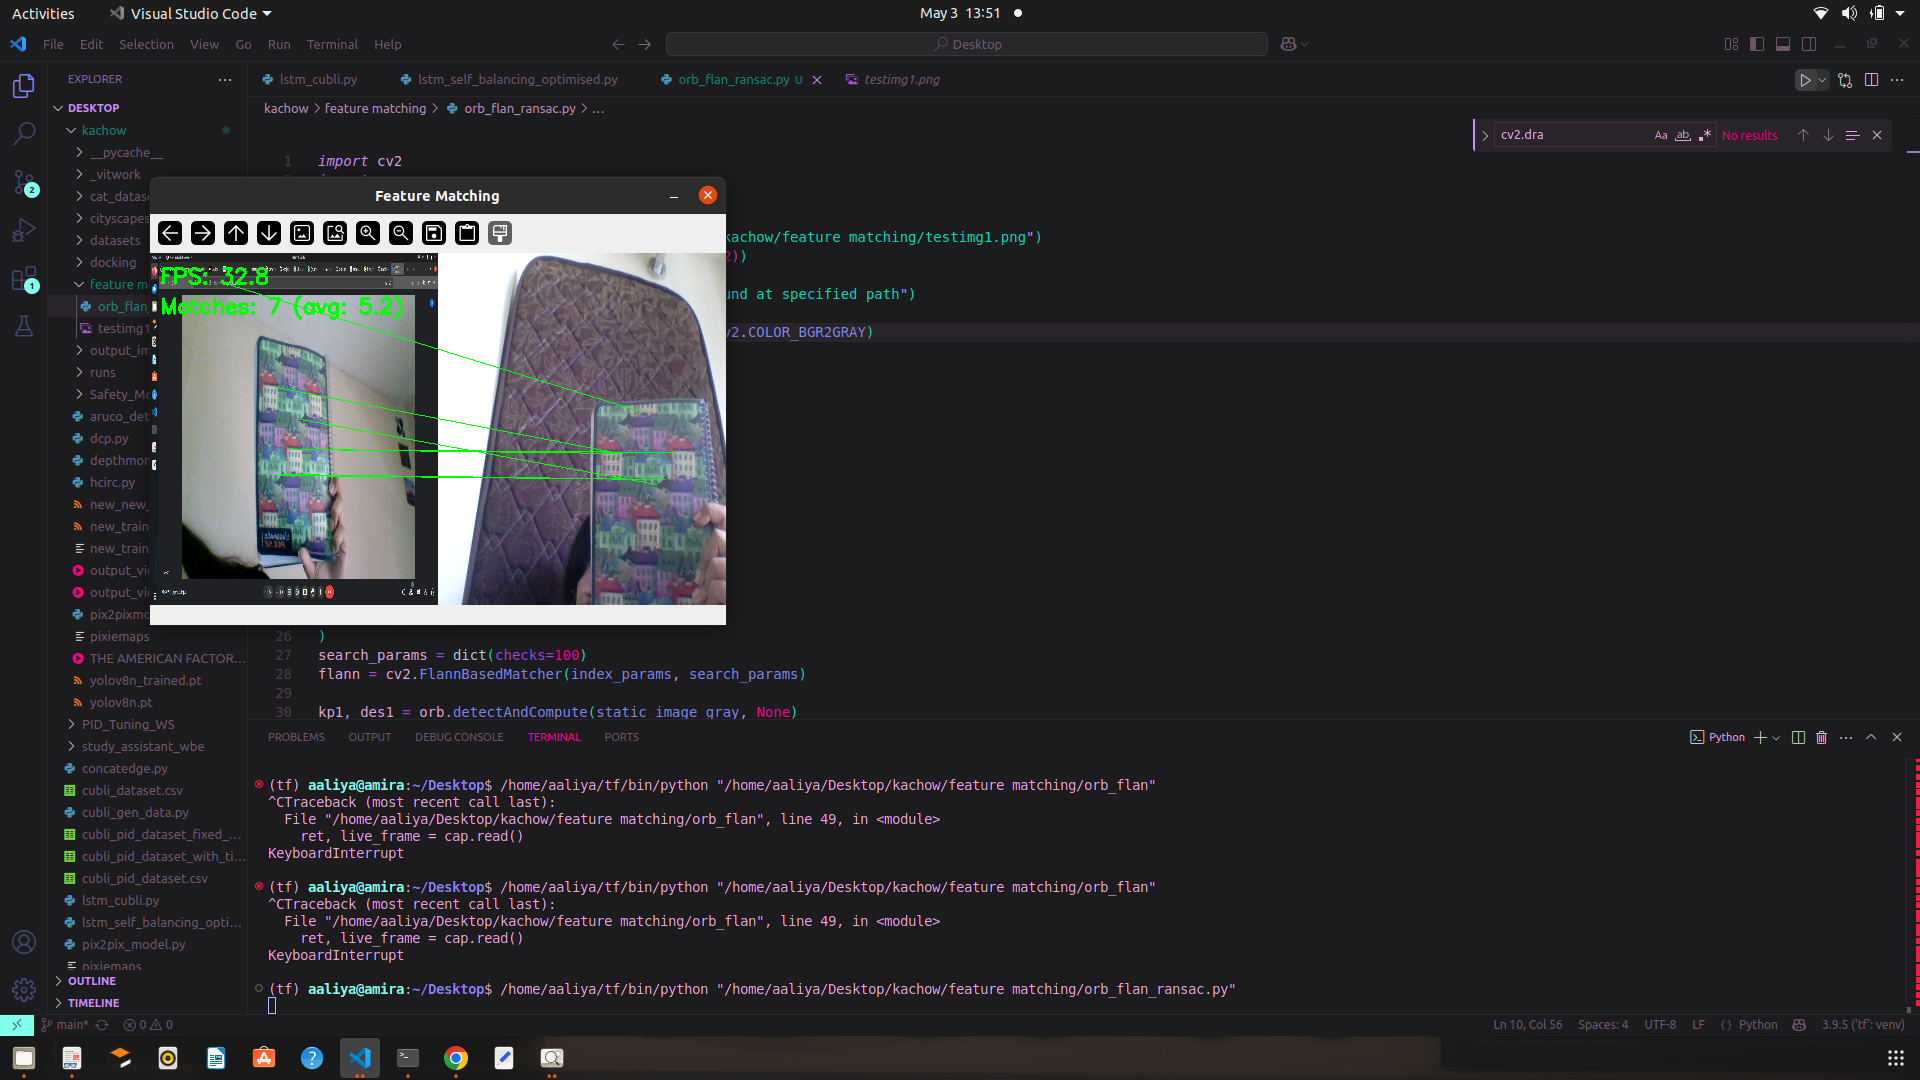 Activities
Visual Studio Code
May 3 13:51
File Edit Selection View Go Run Terminal Help
Desktop
EXPLORER
lstm_cubli.py
lstm_self_balancing_optimised.py
orb_flan_ransac.py U
testimg1.png
kachow > feature matching > orb_flan_ransac.py > ...
cv2.dra
Aa
ab
No results
DESKTOP
kachow
__pycache__
_vitwork
cat_datase
cityscapes
datasets
docking
feature m
orb_flan
testimg1
output_im
runs
Safety_Mo
aruco_det
dcp.py
depthmor
hcirc.py
new_new_
new_train
new_train
output_vi
output_vi
pix2pixmo
pixiemaps
THE AMERICAN FACTOR...
yolov8n_trained.pt
yolov8n.pt
PID_Tuning_WS
study_assistant_wbe
concatedge.py
cubli_dataset.csv
cubli_gen_data.py
cubli_pid_dataset_fixed_...
cubli_pid_dataset_with_ti...
cubli_pid_dataset.csv
lstm_cubli.py
lstm_self_balancing_opti...
pix2pix_model.py
pixiemaps
OUTLINE
TIMELINE
2
1
1 import cv2
kachow/feature matching/testimg1.png")
2))
und at specified path")
v2.COLOR_BGR2GRAY)
Feature Matching
FPS: 32.8
Matches: 7 (avg: 5.2)
26 )
27 search_params = dict(checks=100)
28 flann = cv2.FlannBasedMatcher(index_params, search_params)
29
30 kp1, des1 = orb.detectAndCompute(static_image_gray, None)
PROBLEMS OUTPUT DEBUG CONSOLE TERMINAL PORTS
Python
(tf) aaliya@amira:~/Desktop$ /home/aaliya/tf/bin/python "/home/aaliya/Desktop/kachow/feature matching/orb_flan"
^CTraceback (most recent call last):
File "/home/aaliya/Desktop/kachow/feature matching/orb_flan", line 49, in <module>
ret, live_frame = cap.read()
KeyboardInterrupt
(tf) aaliya@amira:~/Desktop$ /home/aaliya/tf/bin/python "/home/aaliya/Desktop/kachow/feature matching/orb_flan"
^CTraceback (most recent call last):
File "/home/aaliya/Desktop/kachow/feature matching/orb_flan", line 49, in <module>
ret, live_frame = cap.read()
KeyboardInterrupt
(tf) aaliya@amira:~/Desktop$ /home/aaliya/tf/bin/python "/home/aaliya/Desktop/kachow/feature matching/orb_flan_ransac.py"
main* 0 0
Ln 10, Col 56 Spaces: 4 UTF-8 LF {} Python 3.9.5 ('tf': venv)